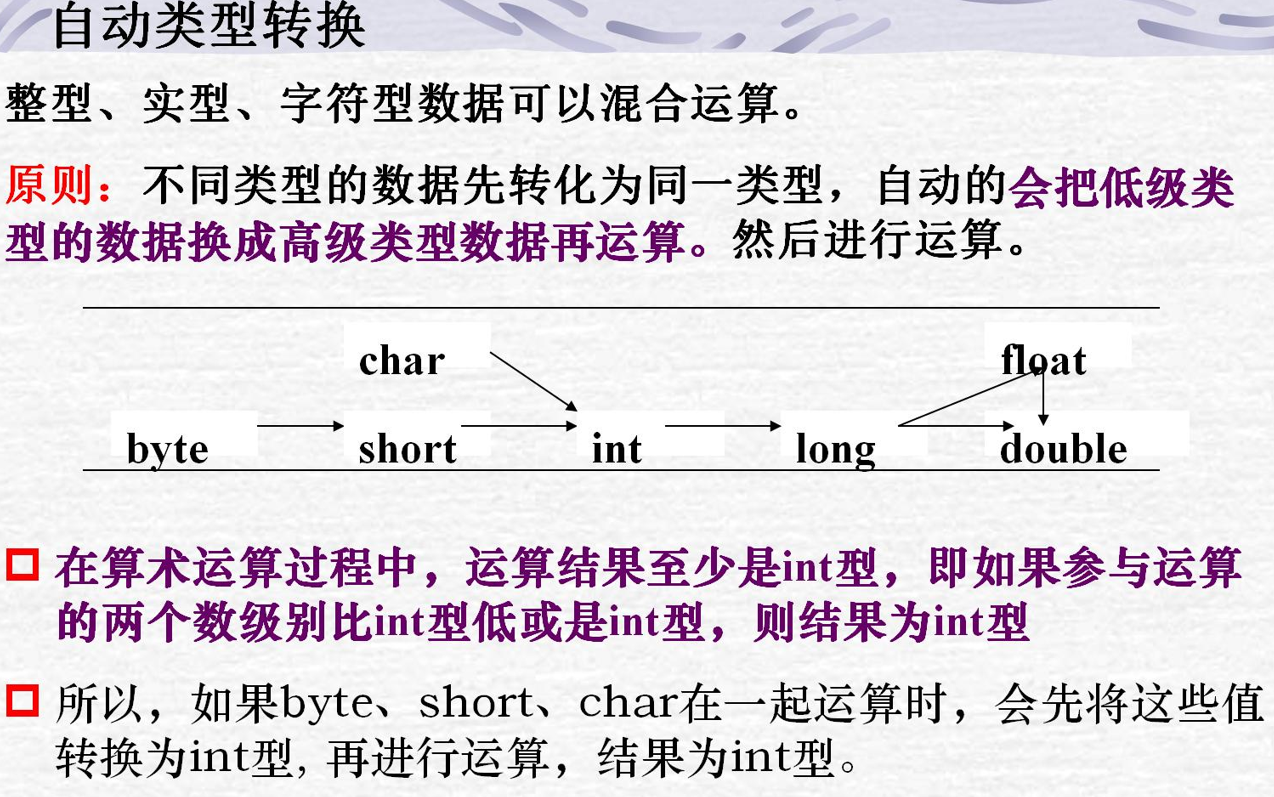 自动类型转换
整型、实型、字符型数据可以混合运算。
原则：不同类型的数据先转化为同一类型，自动的会把低级类
型的数据换成高级类型数据再运算。然后进行运算。
char float
byte short int long double
在算术运算过程中，运算结果至少是int型，即如果参与运算
的两个数级别比int型低或是int型，则结果为int型
所以，如果byte、short、char在一起运算时，会先将这些值
转换为int型, 再进行运算，结果为int型。